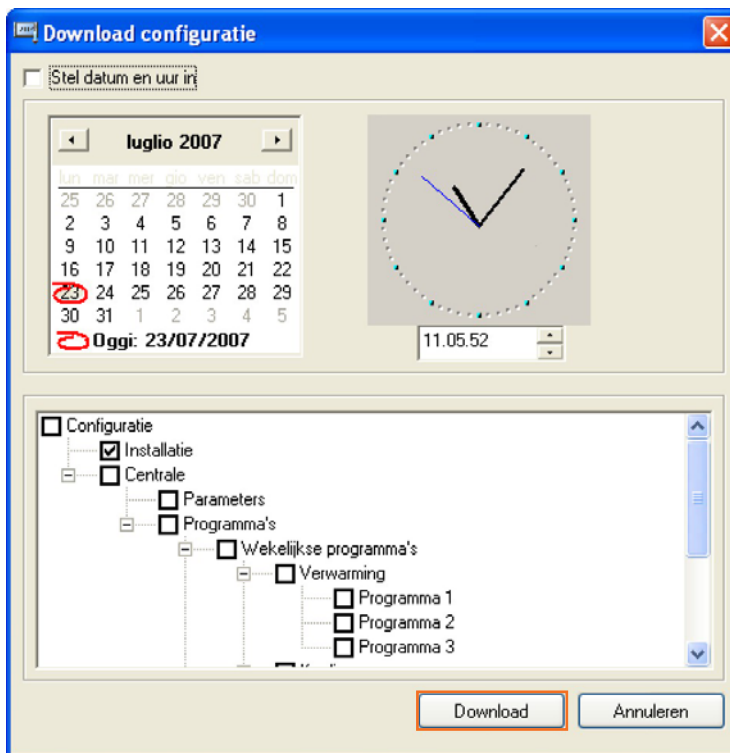 Download configuratie
Stel datum en uur in
luglio 2007
lun mar mer gio ven sab dom
25 26 27 28 29 30 1
2 3 4 5 6 7 8
9 10 11 12 13 14 15
16 17 18 19 20 21 22
23 24 25 26 27 28 29
30 31 1 2 3 4 5
Oggi: 23/07/2007
11.05.52
Configuratie
Installatie
Centrale
Parameters
Programma's
Wekelijkse programma's
Verwarming
Programma 1
Programma 2
Programma 3
Download Annuleren